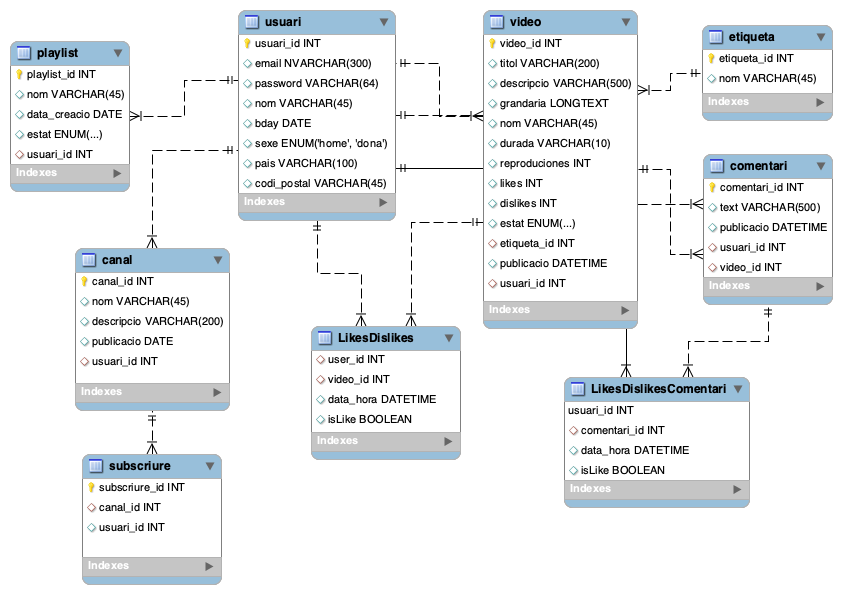 playlist
playlist_id INT
nom VARCHAR(45)
data_creacio DATE
estat ENUM(...)
usuari_id INT
Indexes
usuari
usuari_id INT
email NVARCHAR(300)
password VARCHAR(64)
nom VARCHAR(45)
bday DATE
sexe ENUM('home', 'dona')
pais VARCHAR(100)
codi_postal VARCHAR(45)
Indexes
video
video_id INT
titol VARCHAR(200)
descripcio VARCHAR(500)
grandaria LONGTEXT
nom VARCHAR(45)
durada VARCHAR(10)
reproduciones INT
likes INT
dislikes INT
estat ENUM(...)
etiqueta_id INT
publicacio DATETIME
usuari_id INT
Indexes
etiqueta
etiqueta_id INT
nom VARCHAR(45)
Indexes
comentari
comentari_id INT
text VARCHAR(500)
publicacio DATETIME
usuari_id INT
video_id INT
Indexes
canal
canal_id INT
nom VARCHAR(45)
descripcio VARCHAR(200)
publicacio DATE
usuari_id INT
Indexes
LikesDislikes
user_id INT
video_id INT
data_hora DATETIME
isLike BOOLEAN
Indexes
LikesDislikesComentari
usuari_id INT
comentari_id INT
data_hora DATETIME
isLike BOOLEAN
Indexes
subscriure
subscriure_id INT
canal_id INT
usuari_id INT
Indexes